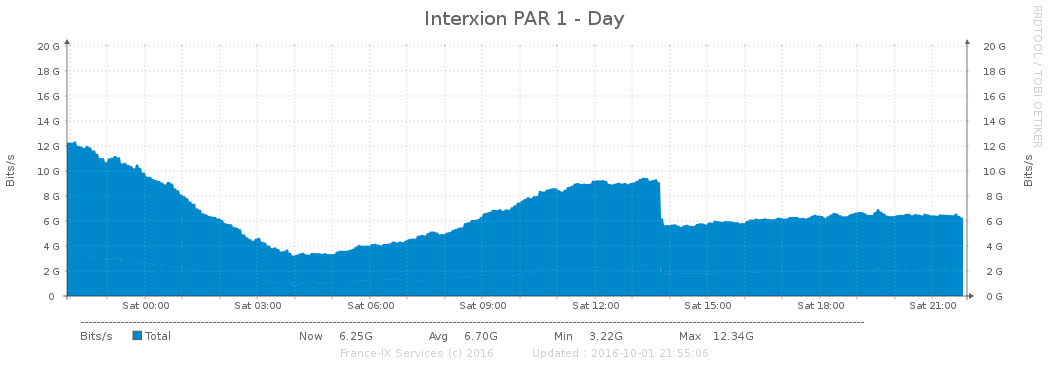 Interxion PAR 1 - Day
RRDTOOL / TOBI OETIKER
20 G 20 G
18 G 18 G
16 G 16 G
14 G 14 G
12 G 12 G
10 G 10 G
8 G 8 G
6 G 6 G
4 G 4 G
2 G 2 G
0 0 G
Bits/s
Bits/s
Sat 00:00 Sat 03:00 Sat 06:00 Sat 09:00 Sat 12:00 Sat 15:00 Sat 18:00 Sat 21:00
Bits/s Total Now 6.25G Avg 6.70G Min 3.22G Max 12.34G
France-IX Services (c) 2016 Updated : 2016-10-01 21:55:06